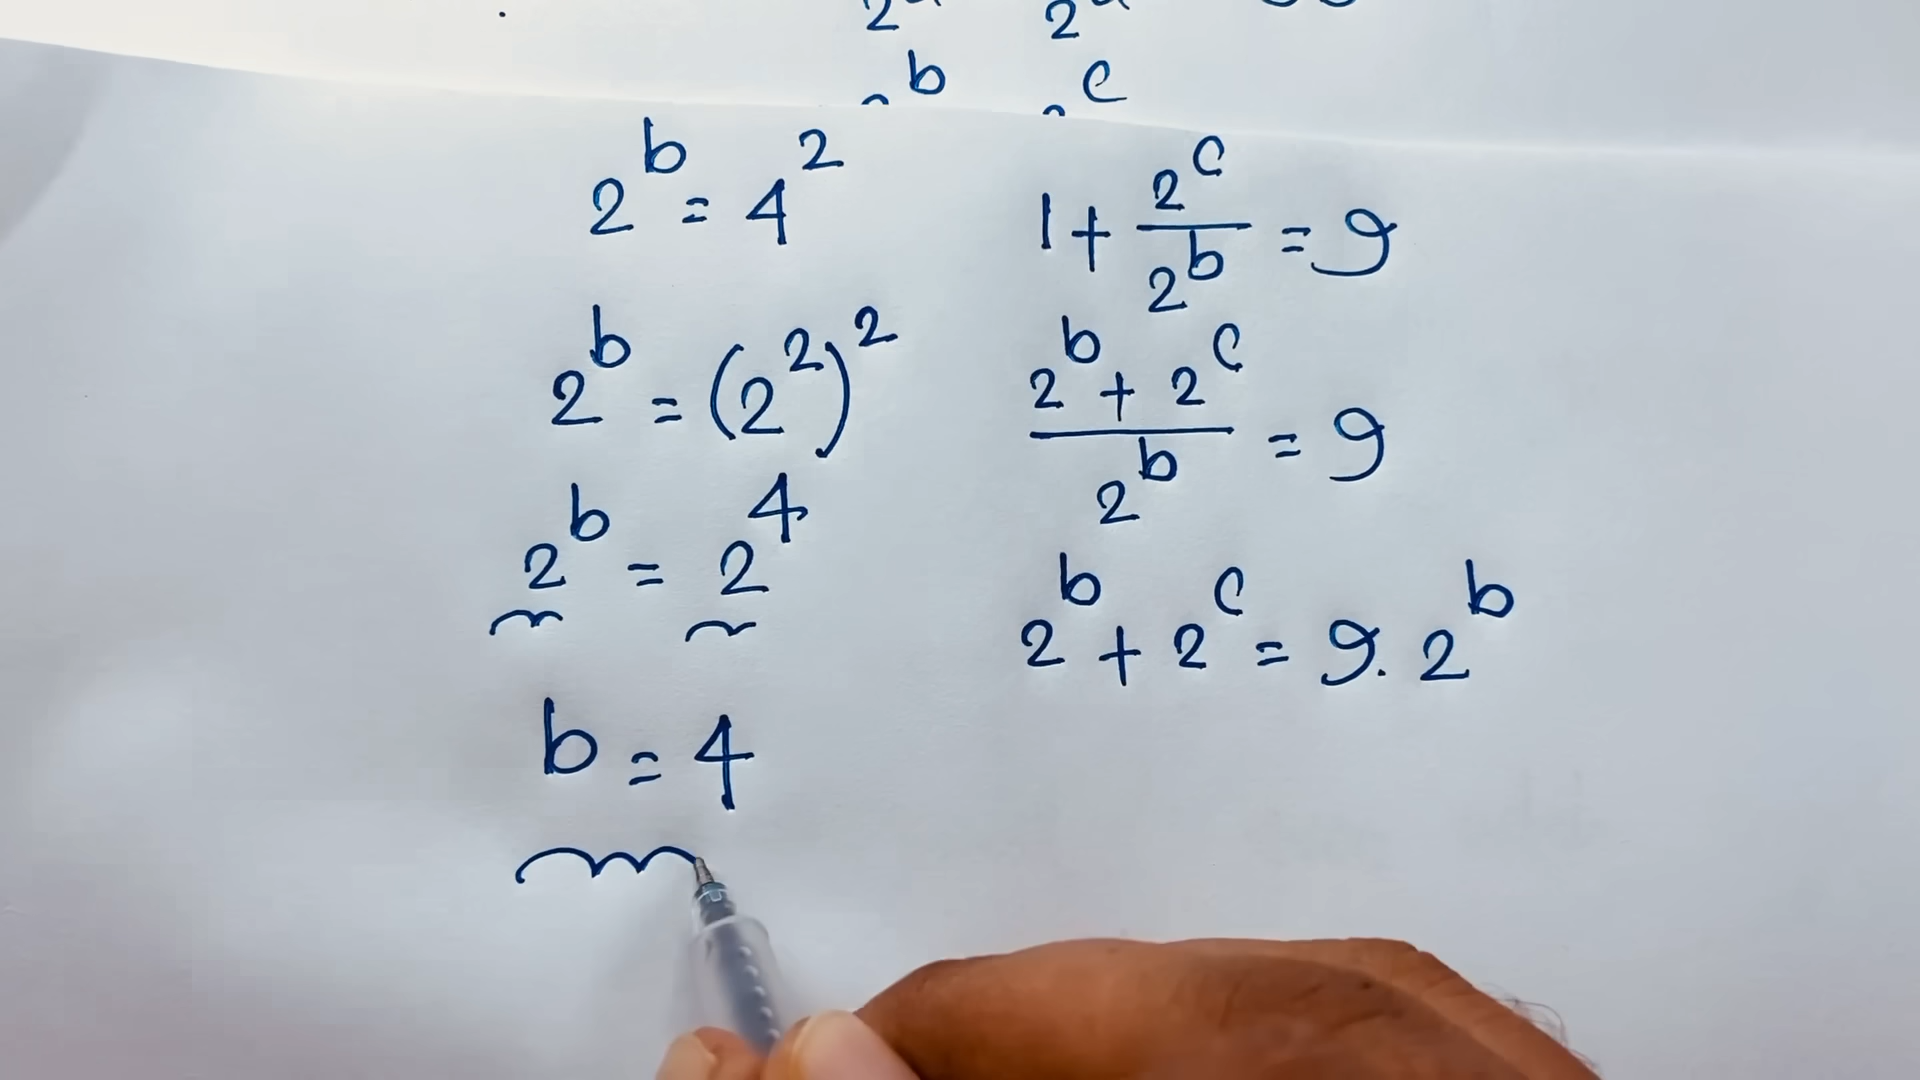 b c
2^b = 4^2
2^b = (2^2)^2
2^b = 2^4
b = 4
1 + 2^c/2^b = 9
(2^b + 2^c)/2^b = 9
2^b + 2^c = 9. 2^b